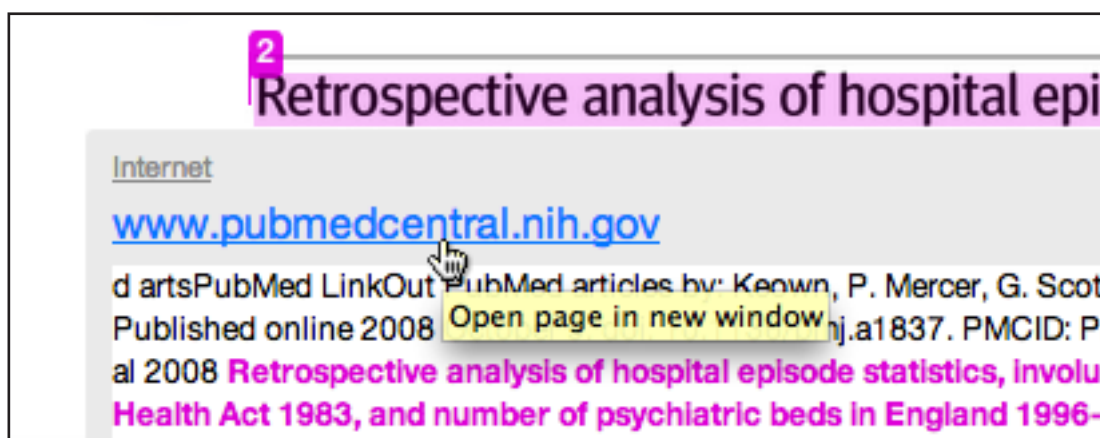 2
Retrospective analysis of hospital epi
Internet
www.pubmedcentral.nih.gov
d artsPubMed LinkOut PubMed articles by: Keown, P. Mercer, G. Scot
Published online 2008 Open page in new window j.a1837. PMCID: P
al 2008 Retrospective analysis of hospital episode statistics, involu
Health Act 1983, and number of psychiatric beds in England 1996-